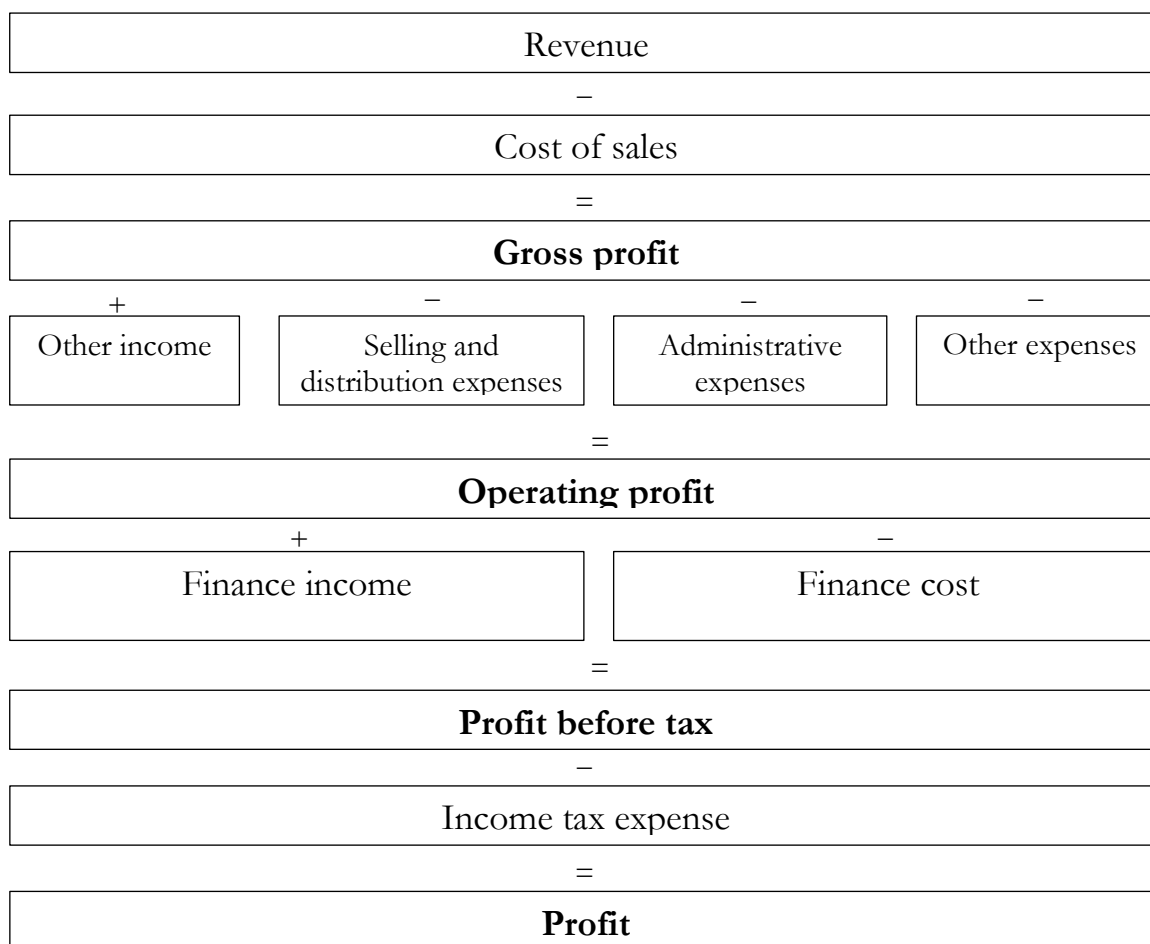 Revenue
−
Cost of sales
=
Gross profit
+ − − −
Other income
Selling and
distribution expenses
Administrative
expenses
Other expenses
=
Operating profit
+ −
Finance income
Finance cost
=
Profit before tax
−
Income tax expense
=
Profit